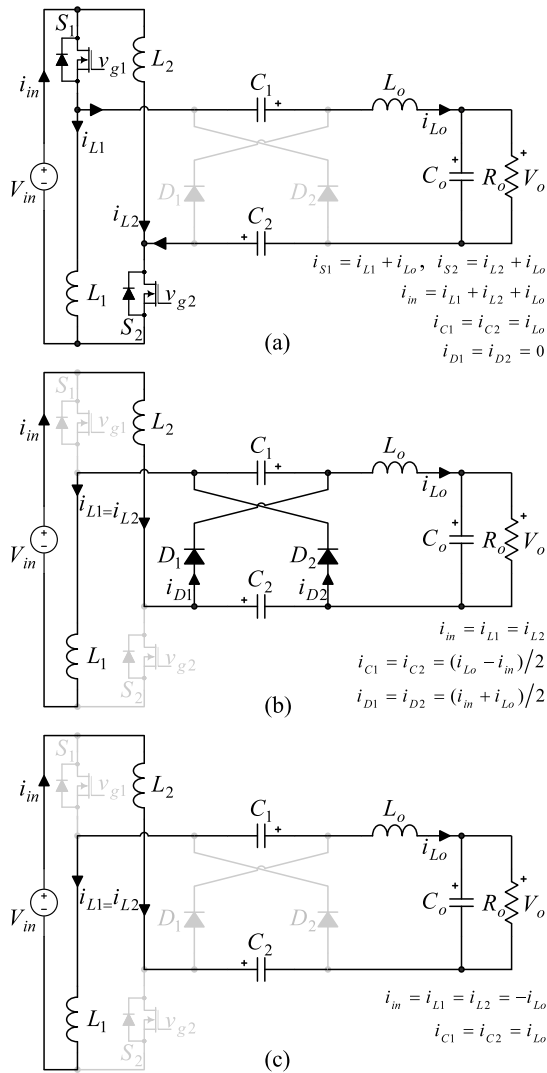 S1
vg1
L2
iin
C1
Lo
iL1
iLo
Vin
D1
D2
Co
Ro
Vo
iL2
C2
iS1 = iL1 + iLo, iS2 = iL2 + iLo
L1
vg2
iin = iL1 + iL2 + iLo
S2
iC1 = iC2 = iLo
(a)
iD1 = iD2 = 0
S1
vg1
L2
iin
C1
Lo
iL1=iL2
iLo
Vin
D1
D2
Co
Ro
Vo
iD1
C2
iD2
iin = iL1 = iL2
L1
vg2
iC1 = iC2 = (iLo − iin)/2
S2
(b)
iD1 = iD2 = (iin + iLo)/2
S1
vg1
L2
iin
C1
Lo
iL1=iL2
iLo
Vin
D1
D2
Co
Ro
Vo
C2
iin = iL1 = iL2 = −iLo
L1
vg2
iC1 = iC2 = iLo
S2
(c)